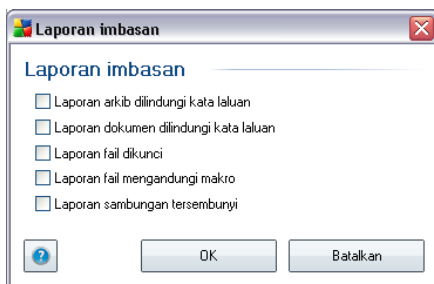 Laporan imbasan
Laporan imbasan
Laporan arkib dilindungi kata laluan
Laporan dokumen dilindungi kata laluan
Laporan fail dikunci
Laporan fail mengandungi makro
Laporan sambungan tersembunyi
OK
Batalkan